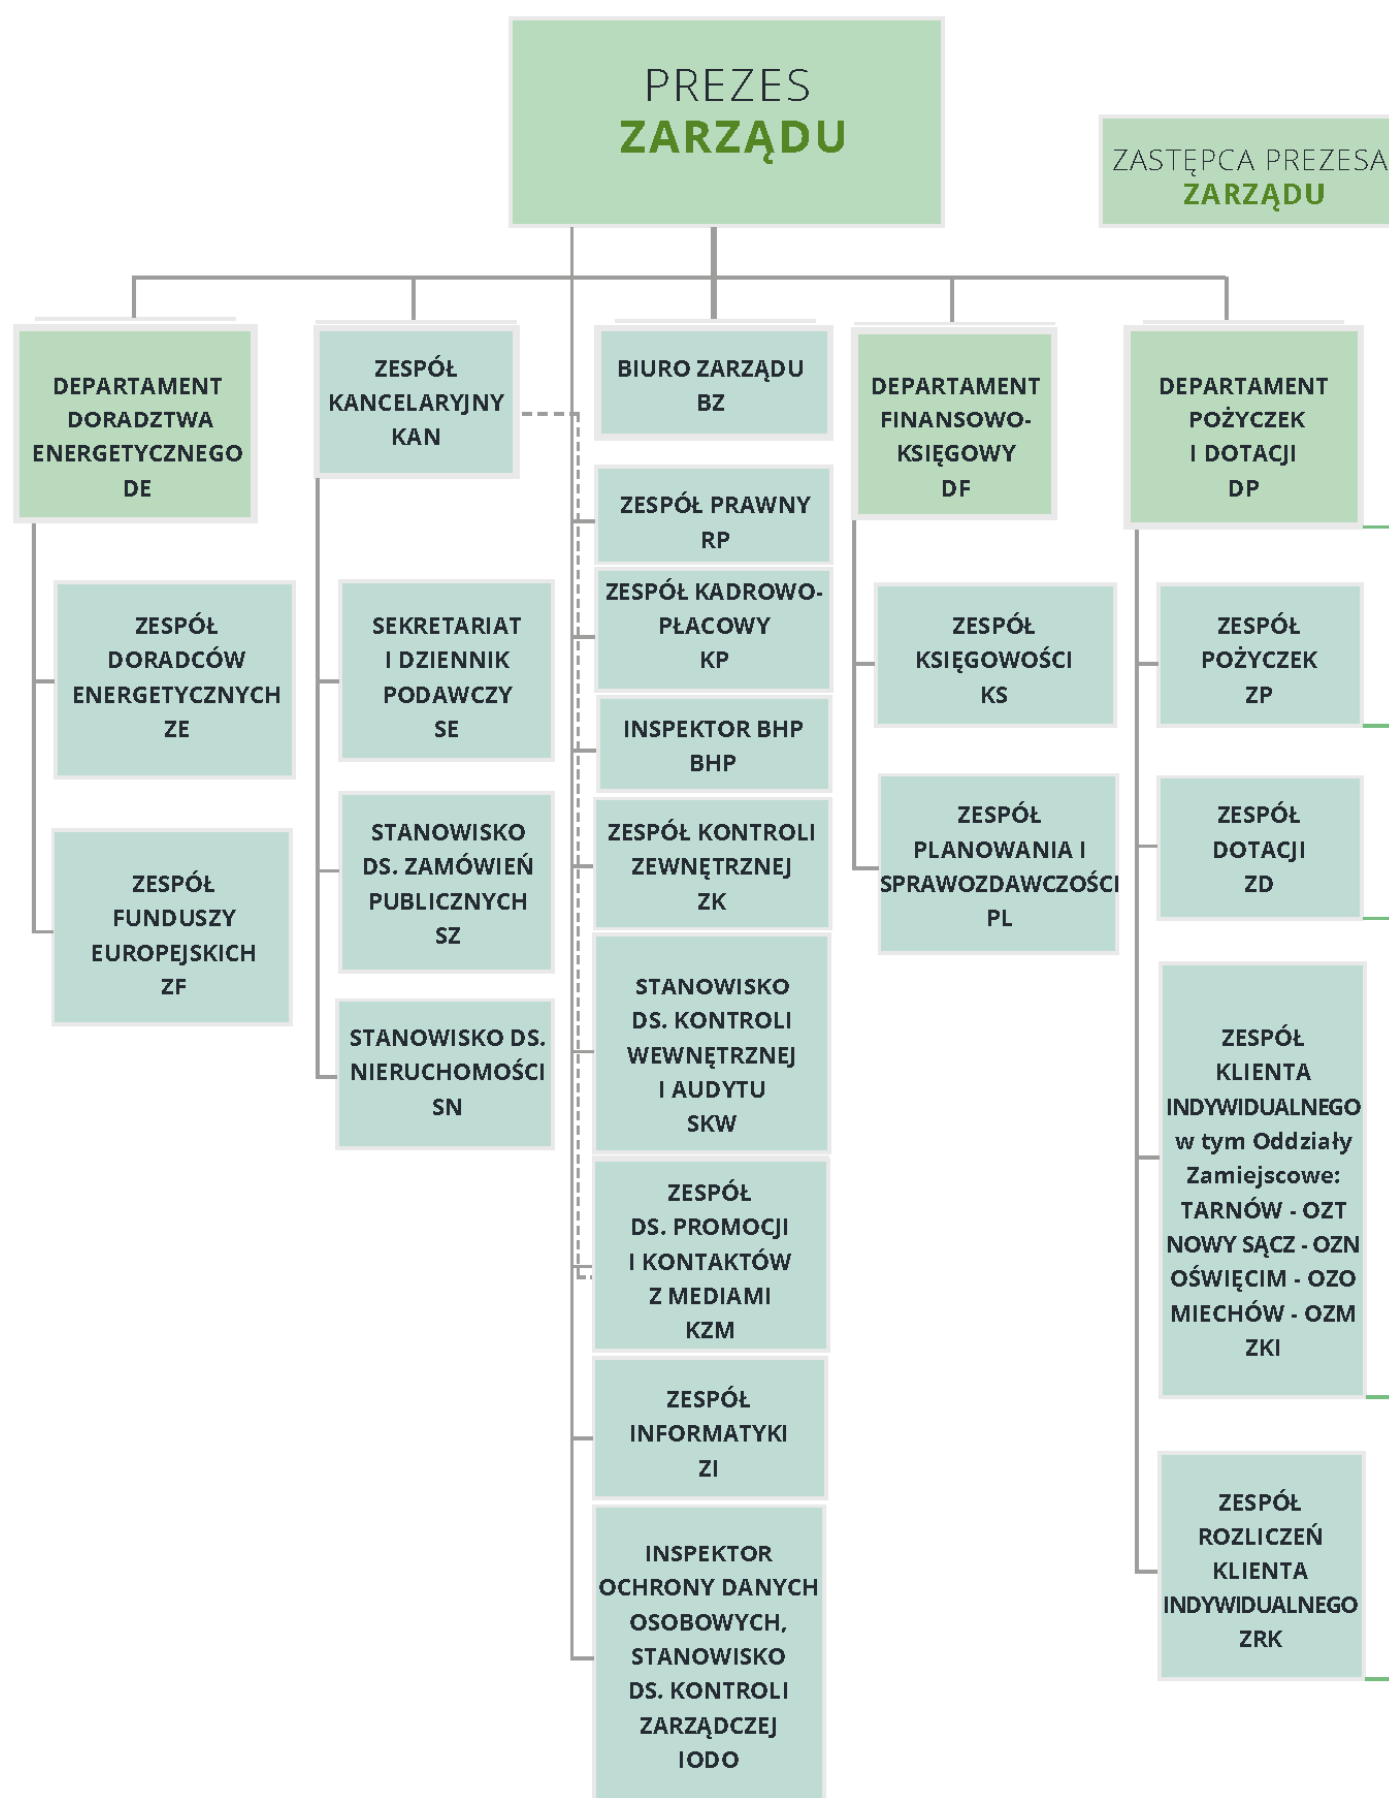 PREZES
ZARZĄDU
ZASTĘPCA PREZESA
ZARZĄDU
DEPARTAMENT
DORADZTWA
ENERGETYCZNEGO
DE
ZESPÓŁ
DORADCÓW
ENERGETYCZNYCH
ZE
ZESPÓŁ
FUNDUSZY
EUROPEJSKICH
ZF
ZESPÓŁ
KANCELARYJNY
KAN
SEKRETARIAT
I DZIENNIK
PODAWCZY
SE
STANOWISKO
DS. ZAMÓWIEŃ
PUBLICZNYCH
SZ
STANOWISKO DS.
NIERUCHOMOŚCI
SN
BIURO ZARZĄDU
BZ
ZESPÓŁ PRAWNY
RP
ZESPÓŁ KADROWO-
PŁACOWY
KP
INSPEKTOR BHP
BHP
ZESPÓŁ KONTROLI
ZEWNĘTRZNEJ
ZK
STANOWISKO
DS. KONTROLI
WEWNĘTRZNEJ
I AUDYTU
SKW
ZESPÓŁ
DS. PROMOCJI
I KONTAKTÓW
Z MEDIAMI
KZM
ZESPÓŁ
INFORMATYKI
ZI
INSPEKTOR
OCHRONY DANYCH
OSOBOWYCH,
STANOWISKO
DS. KONTROLI
ZARZĄDCZEJ
IODO
DEPARTAMENT
FINANSOWO-
KSIĘGOWY
DF
ZESPÓŁ
KSIĘGOWOŚCI
KS
ZESPÓŁ
PLANOWANIA I
SPRAWOZDAWCZOŚCI
PL
DEPARTAMENT
POŻYCZEK
I DOTACJI
DP
ZESPÓŁ
POŻYCZEK
ZP
ZESPÓŁ
DOTACJI
ZD
ZESPÓŁ
KLIENTA
INDYWIDUALNEGO
w tym Oddziały
Zamiejscowe:
TARNÓW - OZT
NOWY SĄCZ - OZN
OŚWIĘCIM - OZO
MIECHÓW - OZM
ZKI
ZESPÓŁ
ROZLICZEŃ
KLIENTA
INDYWIDUALNEGO
ZRK